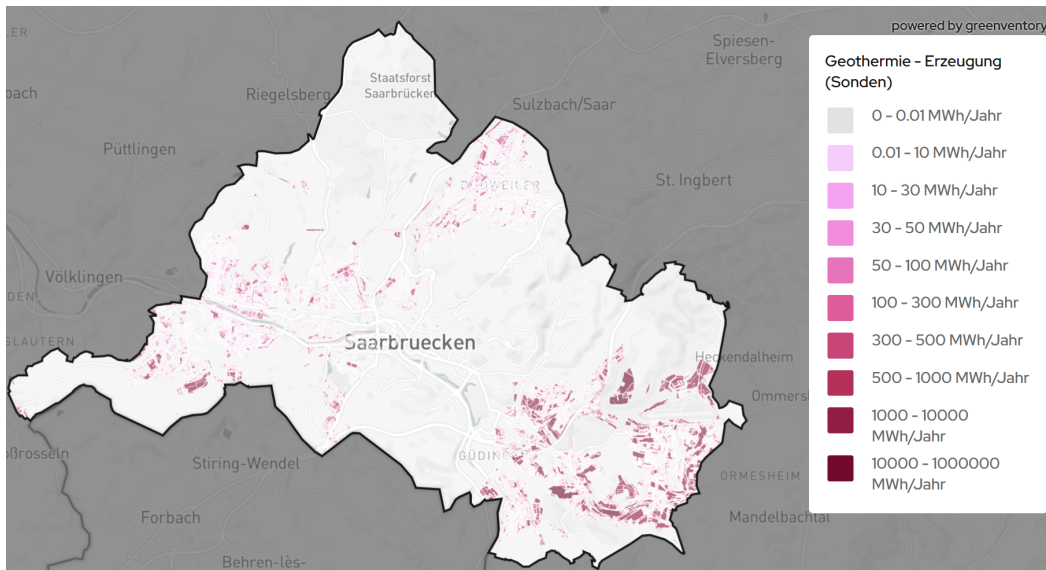 powered by greenventory
Geothermie - Erzeugung
(Sonden)
0 - 0.01 MWh/Jahr
0.01 - 10 MWh/Jahr
10 - 30 MWh/Jahr
30 - 50 MWh/Jahr
50 - 100 MWh/Jahr
100 - 300 MWh/Jahr
300 - 500 MWh/Jahr
500 - 1000 MWh/Jahr
1000 - 10000
MWh/Jahr
10000 - 1000000
MWh/Jahr
Spiesen-
Elversberg
Staatsforst
Saarbrücken
Riegelsberg
Sulzbach/Saar
Püttlingen
St. Ingbert
Völklingen
Saarbruecken
Heckendalheim
GÜDINGEN
Stiring-Wendel
ORMESHEIM
Forbach
Mandelbachtal
Behren-lès-